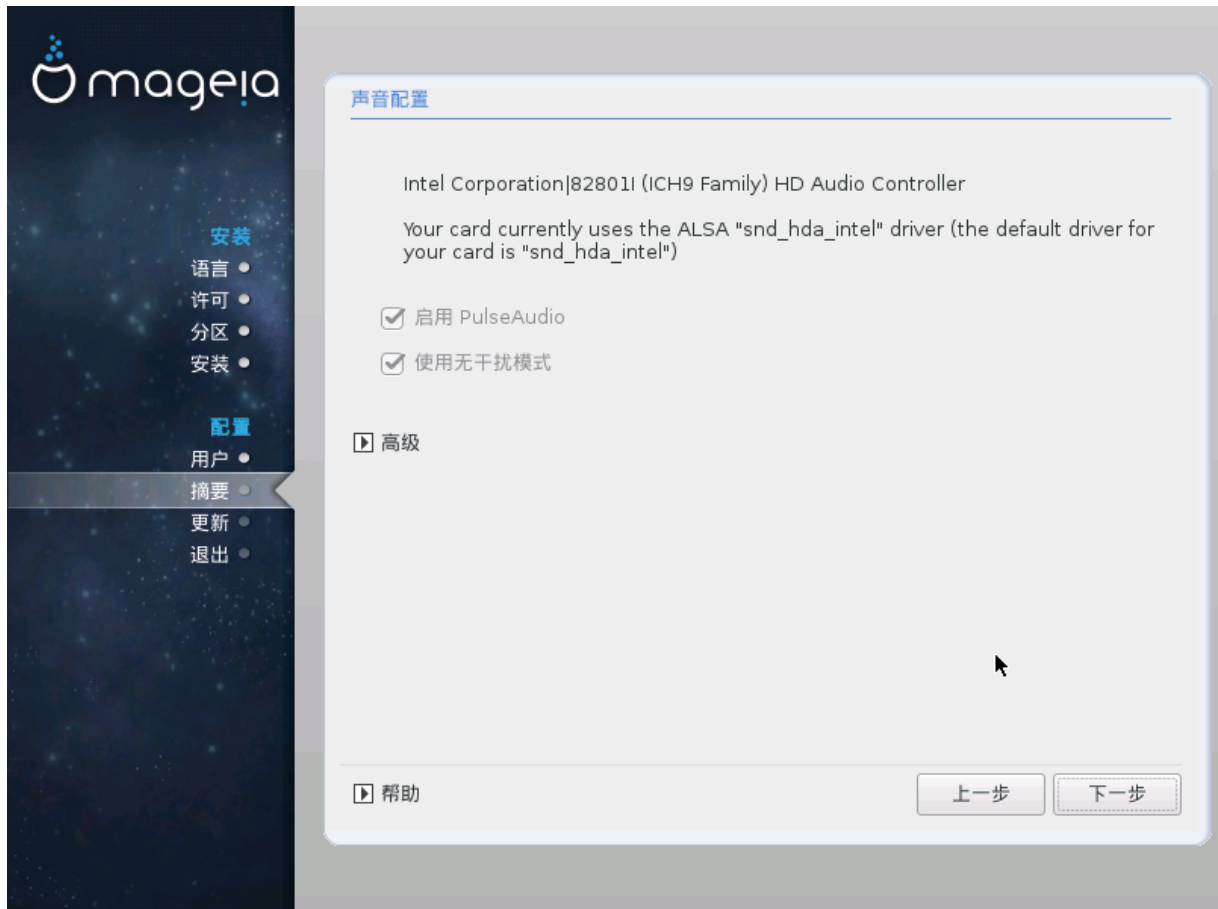 mageia
安装
语言
许可
分区
安装
配置
用户
摘要
更新
退出
声音配置
Intel Corporation|82801I (ICH9 Family) HD Audio Controller
Your card currently uses the ALSA "snd_hda_intel" driver (the default driver for
your card is "snd_hda_intel")
启用 PulseAudio
使用无干扰模式
高级
帮助
上一步
下一步